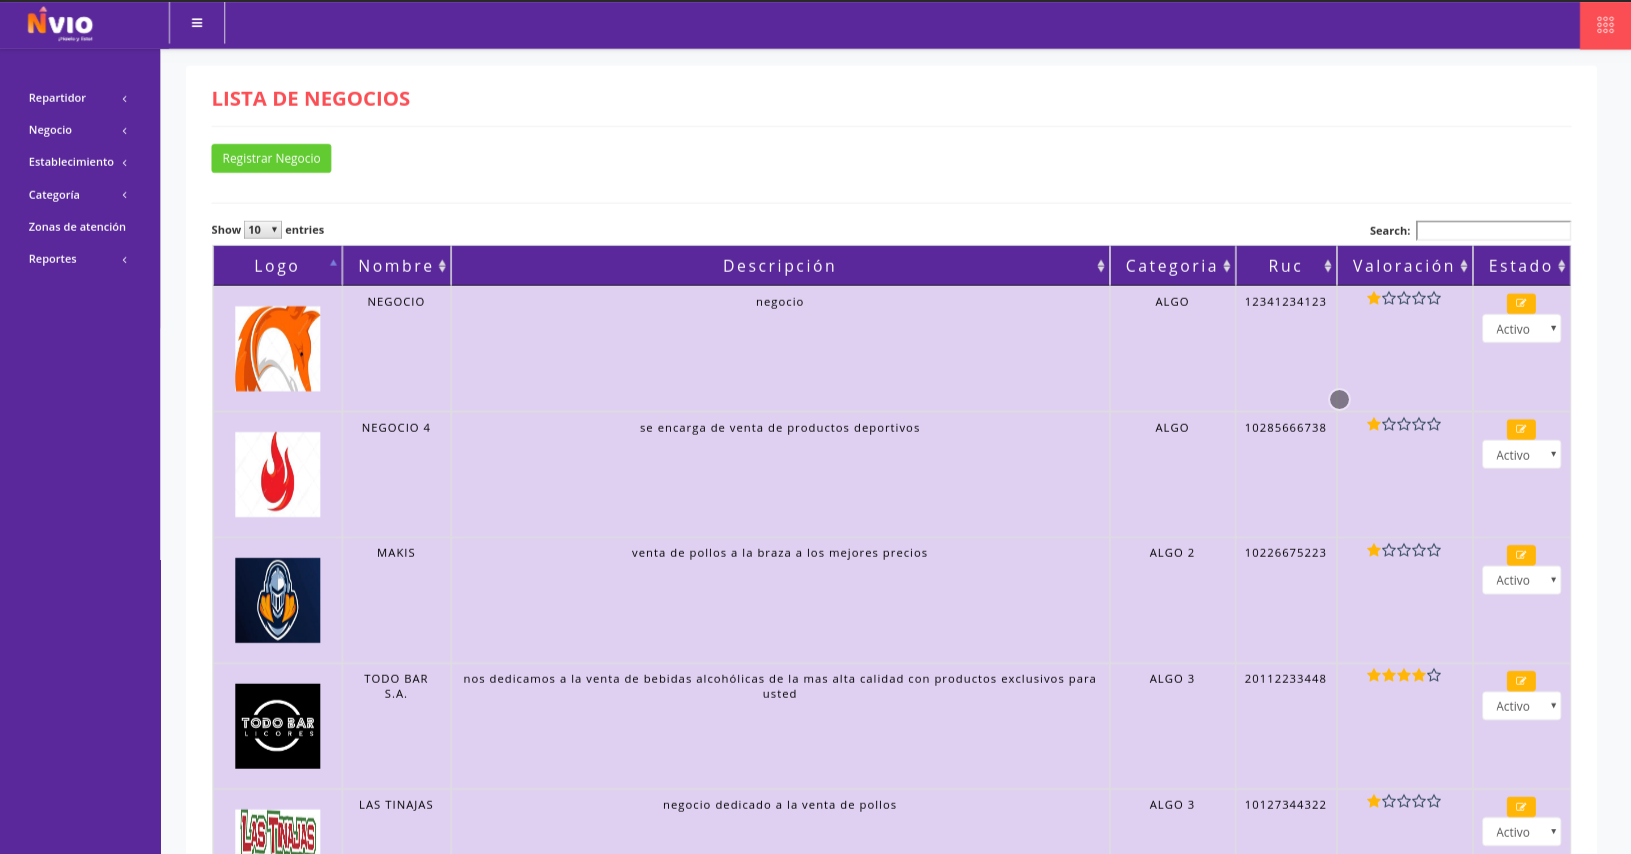 NVIO
Repartidor
Negocio
Establecimiento
Categoría
Zonas de atención
Reportes
LISTA DE NEGOCIOS
Registrar Negocio
Show 10 entries
Search:
Logo Nombre Descripción Categoria Ruc Valoración Estado
NEGOCIO negocio ALGO 12341234123
Activo
NEGOCIO 4 se encarga de venta de productos deportivos ALGO 10285666738
Activo
MAKIS venta de pollos a la braza a los mejores precios ALGO 2 10226675223
Activo
TODO BAR nos dedicamos a la venta de bebidas alcohólicas de la mas alta calidad con productos exclusivos para ALGO 3 20112233448
S.A. usted
Activo
TODO BAR
LICORES
LAS TINAJAS negocio dedicado a la venta de pollos ALGO 3 10127344322
Activo
LAS TINAJAS